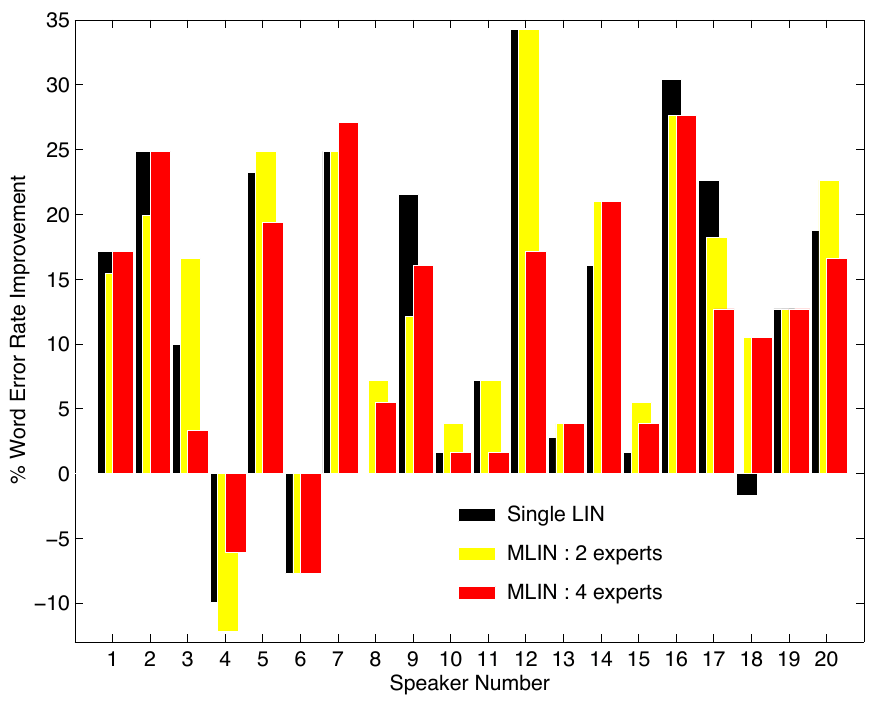 35
30
25
20
15
10
5
0
−5
−10
% Word Error Rate Improvement
Single LIN
MLIN : 2 experts
MLIN : 4 experts
1 2 3 4 5 6 7 8 9 10 11 12 13 14 15 16 17 18 19 20
Speaker Number